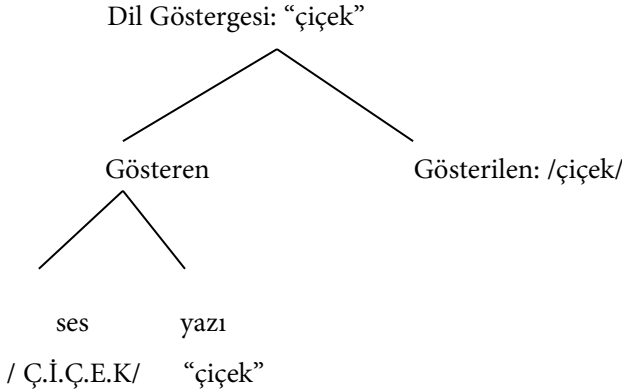 Dil Göstergesi: “çiçek”
Gösteren Gösterilen: /çiçek/
ses yazı
/ Ç.İ.Ç.E.K/ “çiçek”